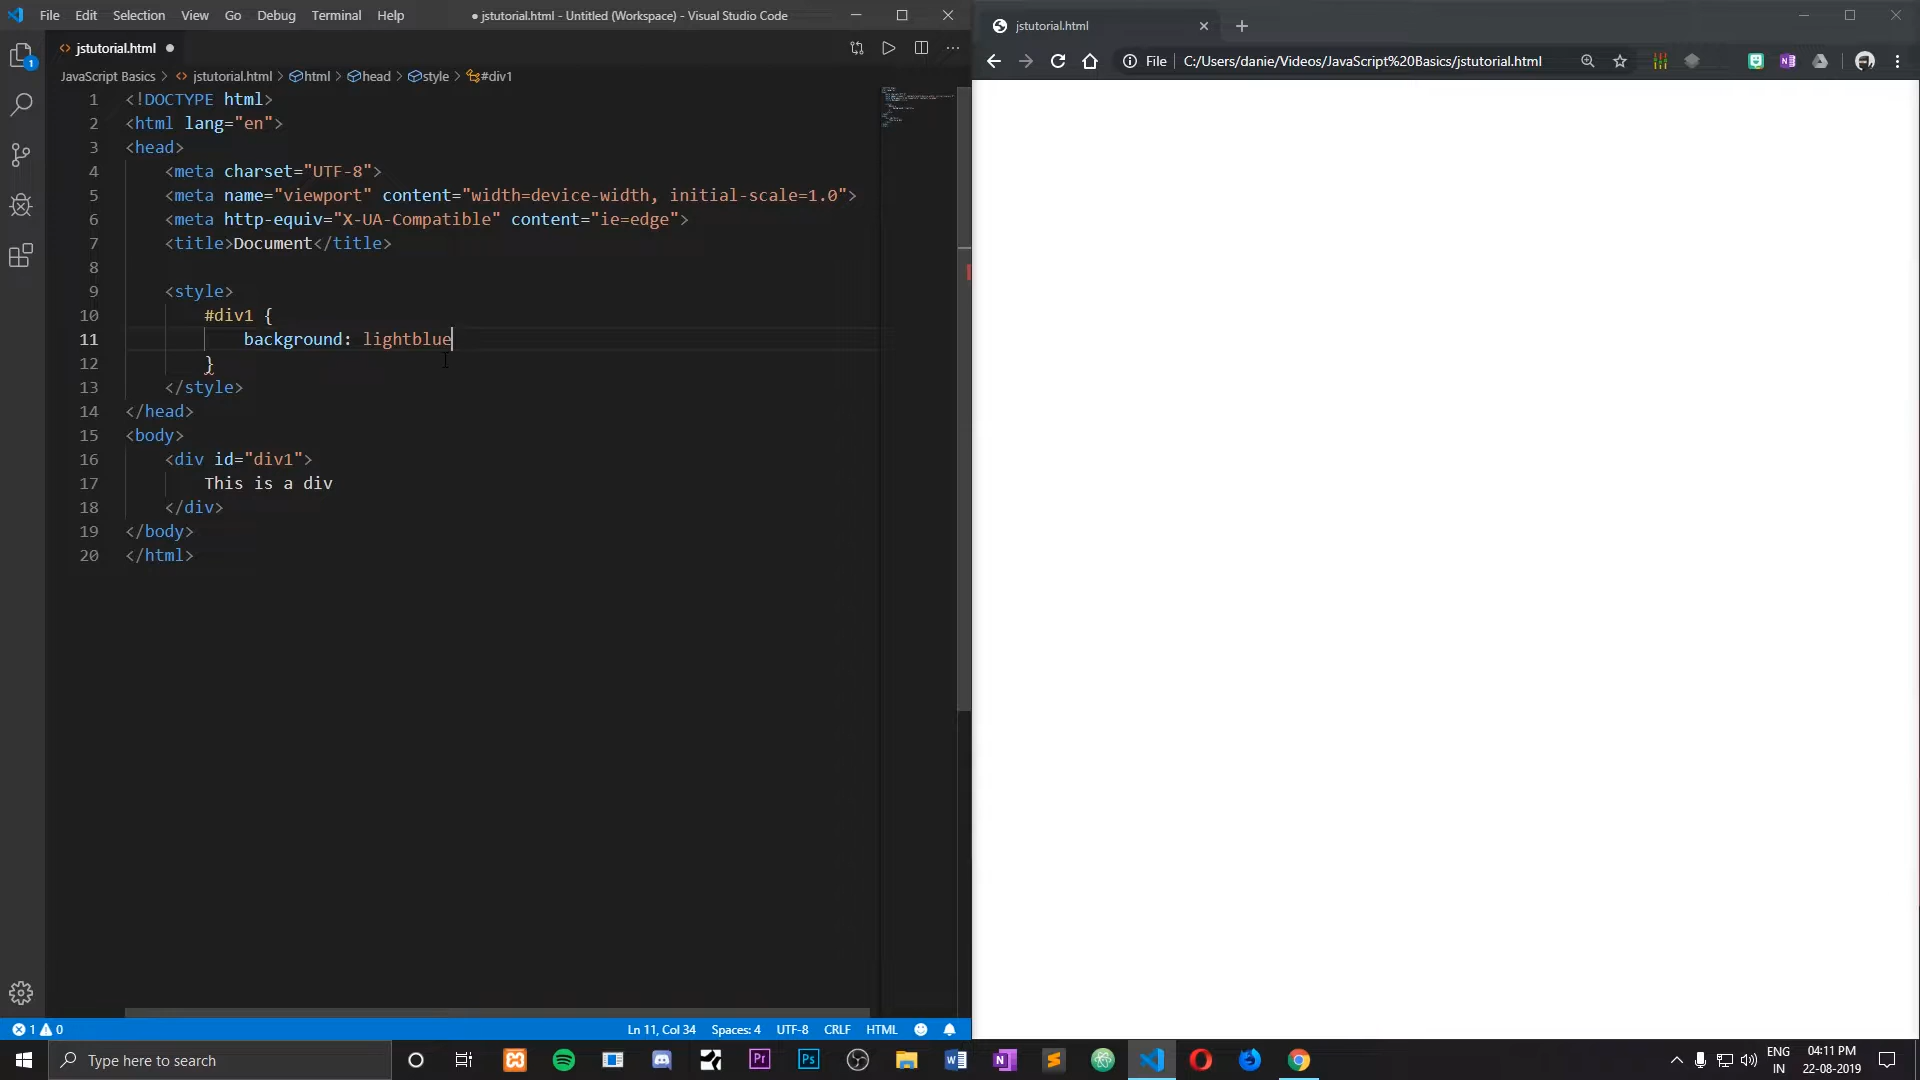 File Edit Selection View Go Debug Terminal Help
● jstutorial.html - Untitled (Workspace) - Visual Studio Code
jstutorial.html
JavaScript Basics > jstutorial.html > html > head > style > #div1
1 <!DOCTYPE html>
2 <html lang="en">
3 <head>
4 <meta charset="UTF-8">
5 <meta name="viewport" content="width=device-width, initial-scale=1.0">
6 <meta http-equiv="X-UA-Compatible" content="ie=edge">
7 <title>Document</title>
8
9 <style>
10 #div1 {
11 background: lightblue
12 }
13 </style>
14 </head>
15 <body>
16 <div id="div1">
17 This is a div
18 </div>
19 </body>
20 </html>
1
1 0
Ln 11, Col 34 Spaces: 4 UTF-8 CRLF HTML
jstutorial.html
File C:/Users/danie/Videos/JavaScript%20Basics/jstutorial.html
Type here to search
Pr
Ps
W
N
ENG
IN
04:11 PM
22-08-2019